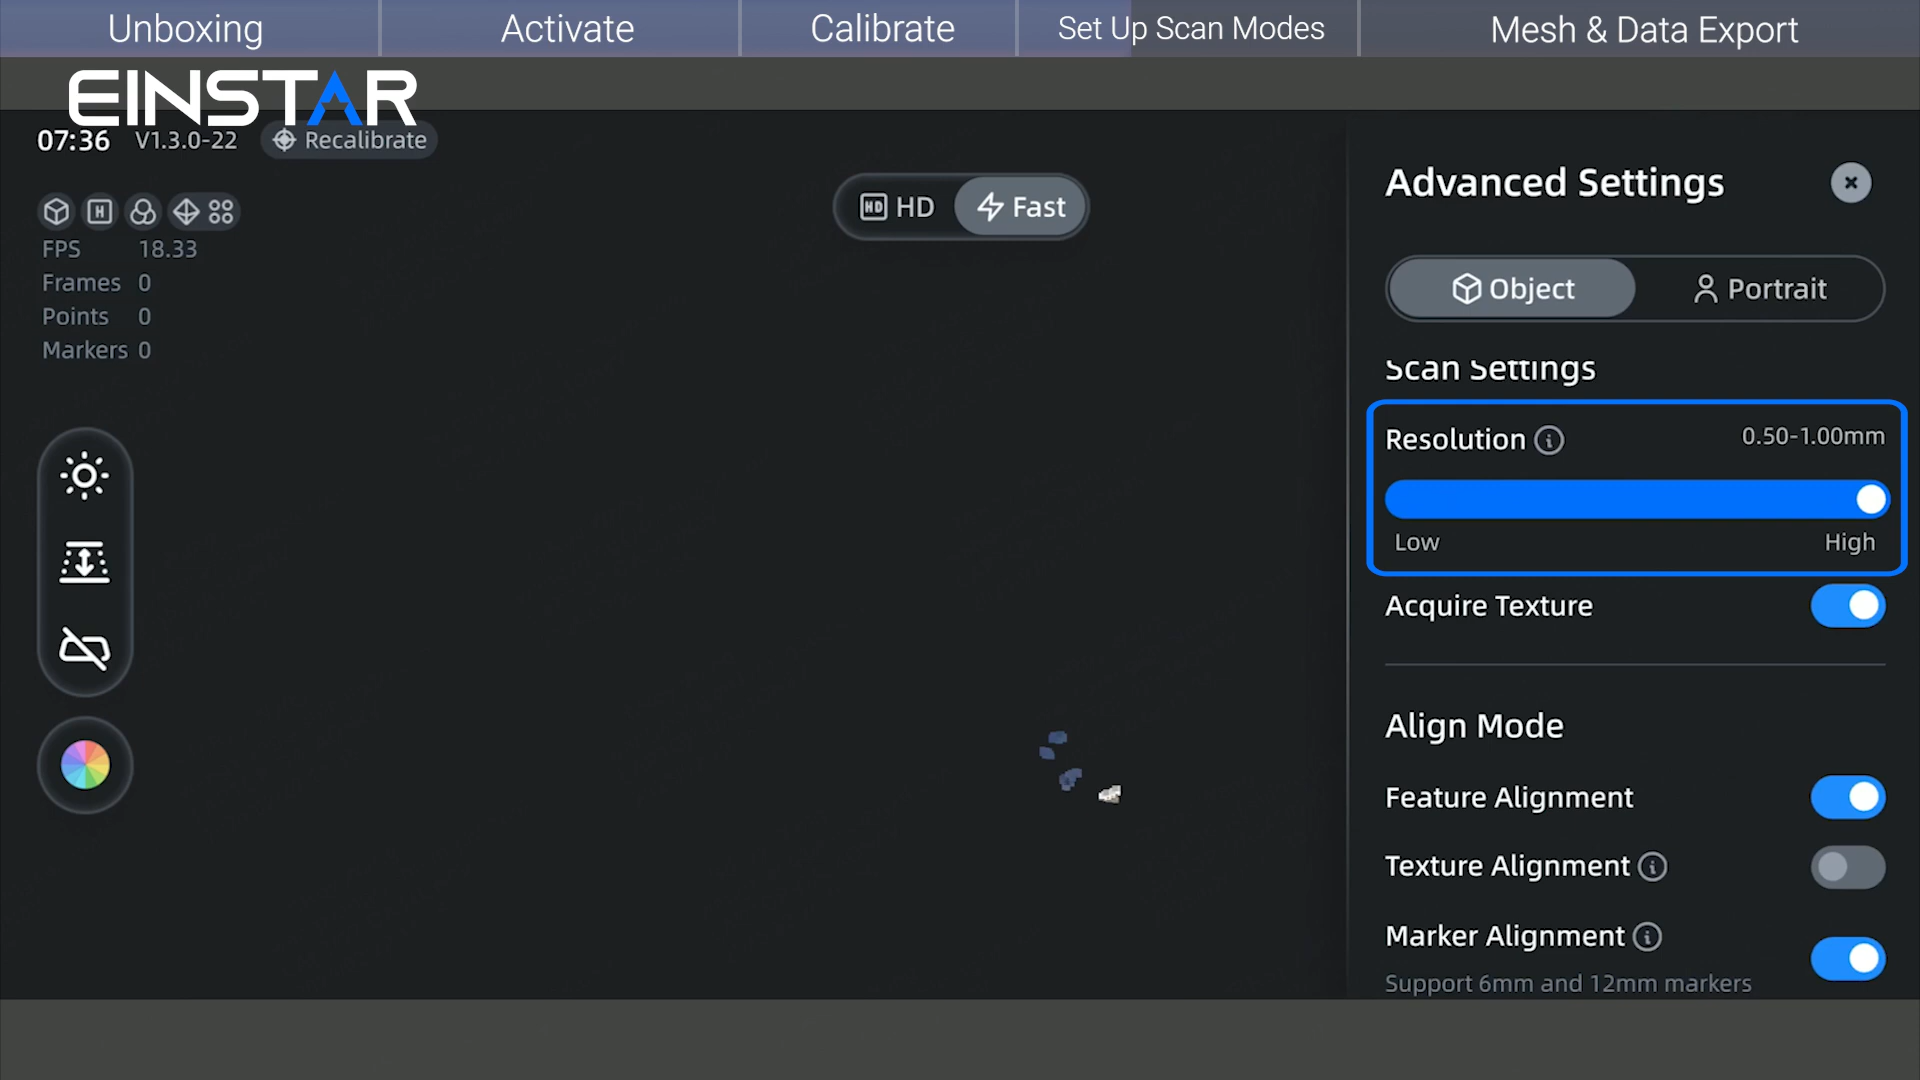 Unboxing
Activate
Calibrate
Set Up Scan Modes
Mesh & Data Export
EINSTAR
07:36 V1.3.0-22 Recalibrate
H
FPS 18.33
Frames 0
Points 0
Markers 0
HD HD Fast
Advanced Settings
Object Portrait
Scan Settings
Resolution 0.50-1.00mm
Low High
Acquire Texture
Align Mode
Feature Alignment
Texture Alignment
Marker Alignment
Support 6mm and 12mm markers